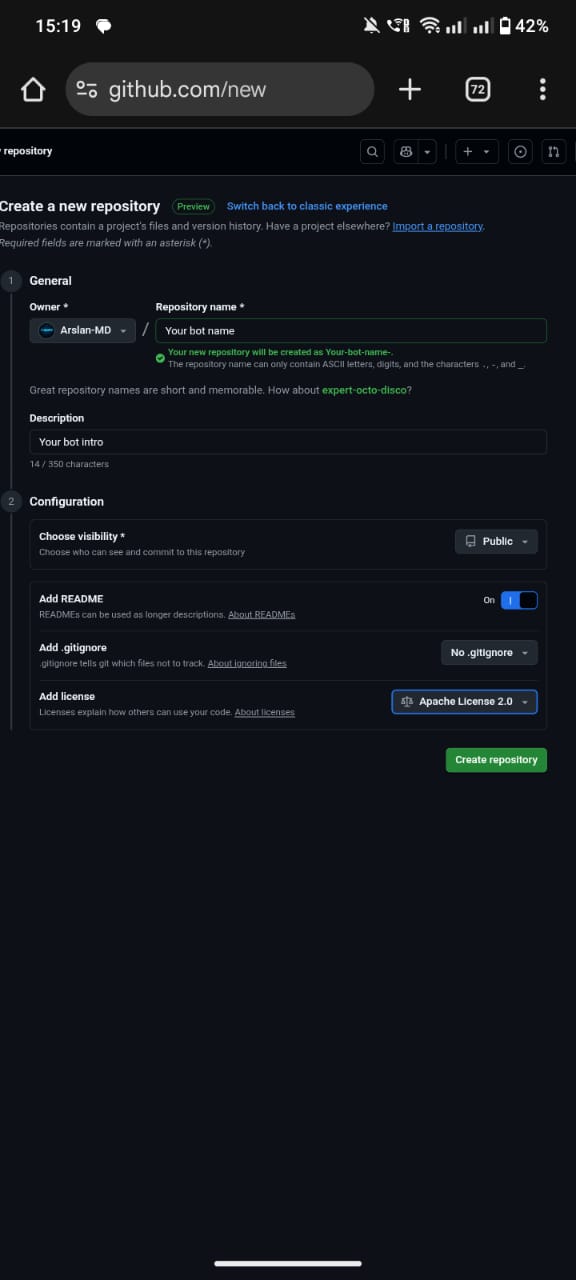 15:19
42%
github.com/new
72
repository
Create a new repository Preview Switch back to classic experience
Repositories contain a project's files and version history. Have a project elsewhere? Import a repository.
Required fields are marked with an asterisk (*).
1 General
Owner * Repository name *
Arslan-MD / Your bot name
Your new repository will be created as Your-bot-name-.
The repository name can only contain ASCII letters, digits, and the characters ., -, and _.
Great repository names are short and memorable. How about expert-octo-disco?
Description
Your bot intro
14 / 350 characters
2 Configuration
Choose visibility *
Choose who can see and commit to this repository
Public
Add README
READMEs can be used as longer descriptions. About READMEs
On
Add .gitignore
.gitignore tells git which files not to track. About ignoring files
No .gitignore
Add license
Licenses explain how others can use your code. About licenses
Apache License 2.0
Create repository